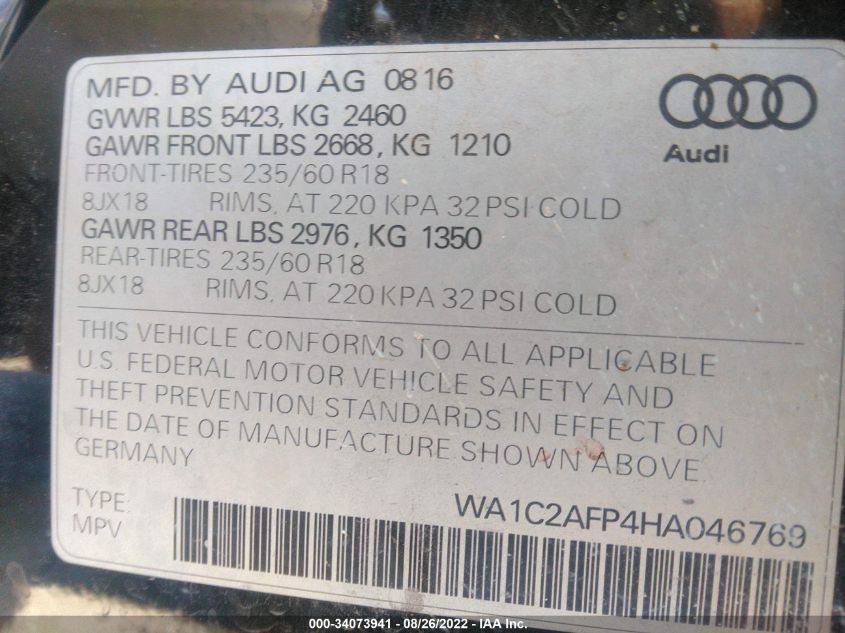 MFD. BY AUDI AG 0816
GVWR LBS 5423, KG 2460
GAWR FRONT LBS 2668, KG 1210
FRONT-TIRES 235/60 R18
8JX18 RIMS, AT 220 KPA 32 PSI COLD
GAWR REAR LBS 2976, KG 1350
REAR-TIRES 235/60 R18
8JX18 RIMS, AT 220 KPA 32 PSI COLD
Audi
THIS VEHICLE CONFORMS TO ALL APPLICABLE
U.S. FEDERAL MOTOR VEHICLE SAFETY AND
THEFT PREVENTION STANDARDS IN EFFECT ON
THE DATE OF MANUFACTURE SHOWN ABOVE.
GERMANY
TYPE: WA1C2AFP4HA046769
MPV
000-34073941 - 08/26/2022 - IAA Inc.